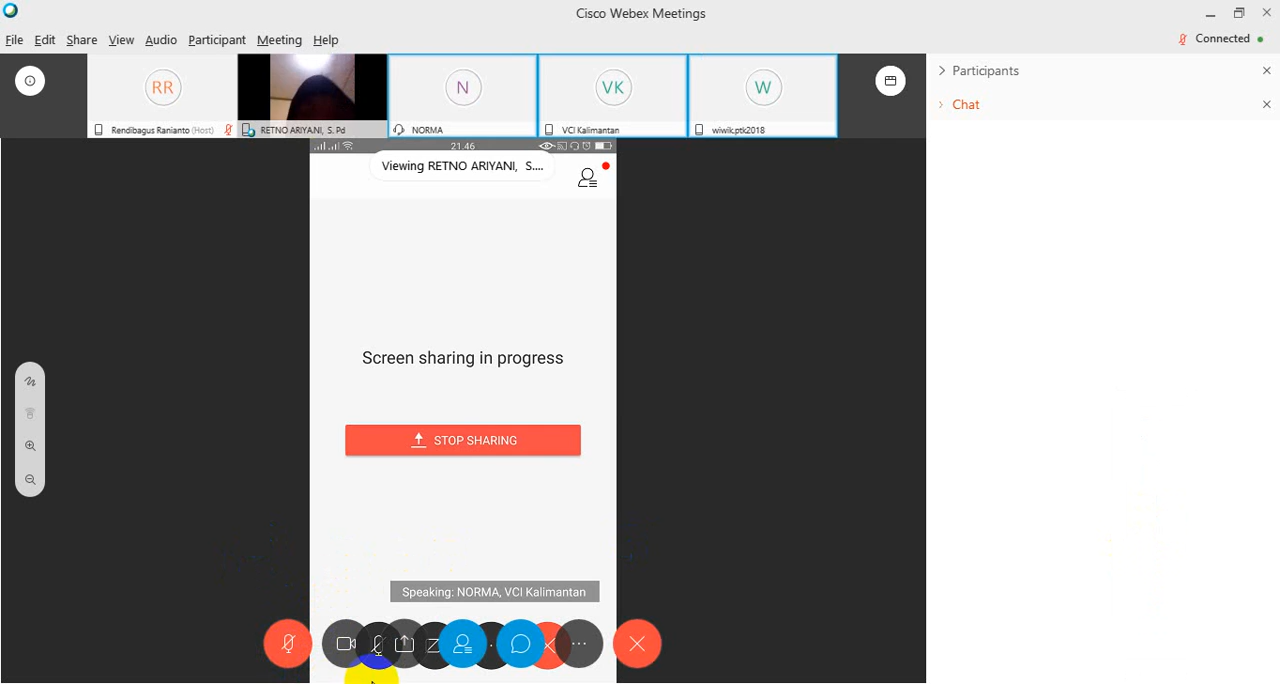 Cisco Webex Meetings
File Edit Share View Audio Participant Meeting Help
Connected
RR
N
VK
W
Rendibagus Ranianto (Host)
RETNO ARIYA.NI, S. Pd
NORMA
VCI Kalimantan
wiwik.ptk2018
Participants
Chat
21.46
Viewing RETNO ARIYANI, S....
Screen sharing in progress
STOP SHARING
Speaking: NORMA, VCI Kalimantan